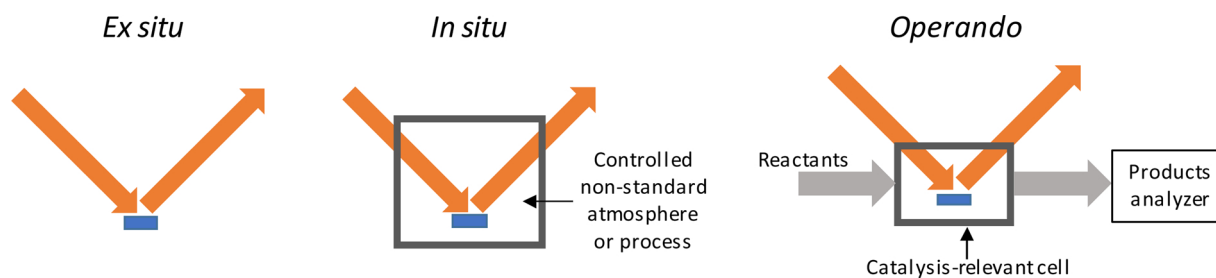 Ex situ
In situ
Controlled
non-standard
atmosphere
or process
Operando
Reactants
Products
analyzer
Catalysis-relevant cell